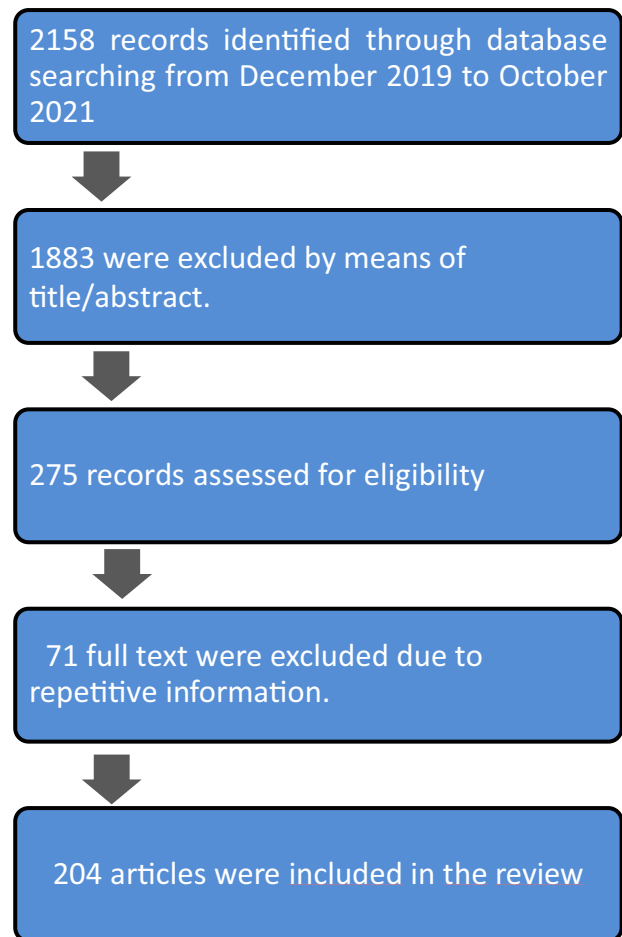 2158 records identified through database
searching from December 2019 to October
2021
1883 were excluded by means of
title/abstract.
275 records assessed for eligibility
71 full text were excluded due to
repetitive information.
204 articles were included in the review